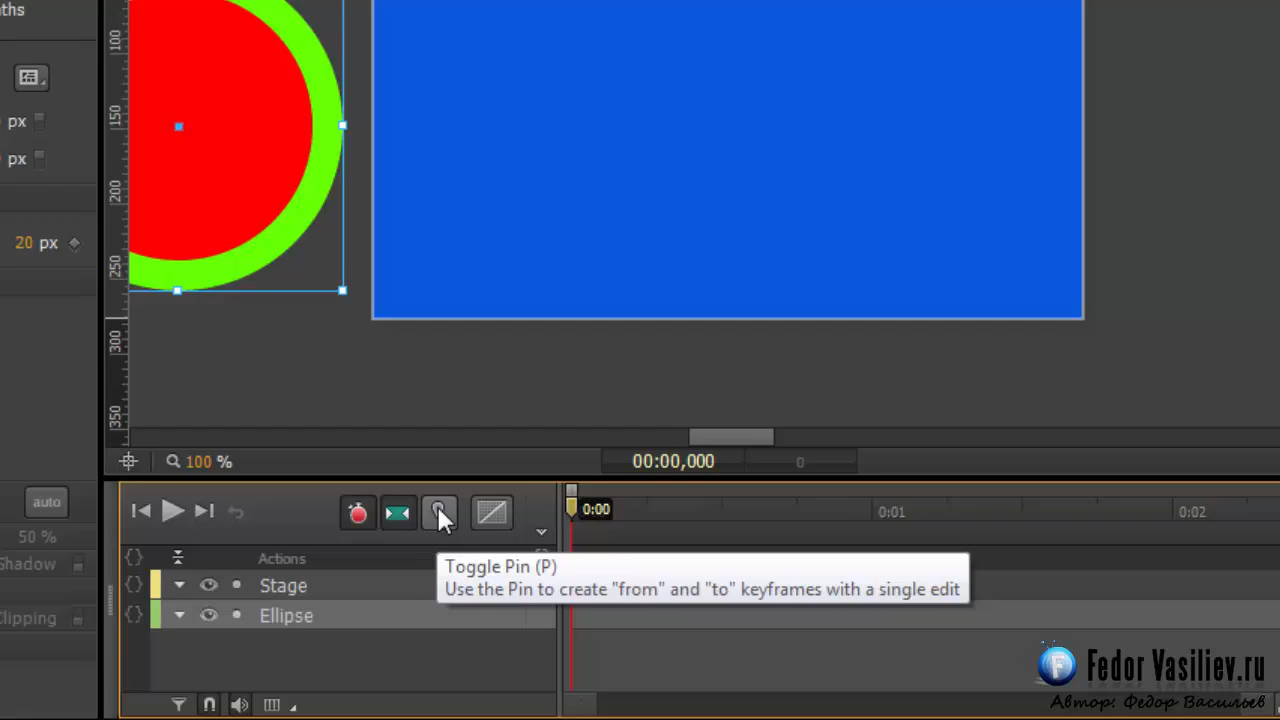 aths
100
150
200
250
300
350
px
px
20 px
100 %
00:00,000
0
auto
50 %
Shadow
Clipping
0:00
0:01
0:02
Actions
Stage
Ellipse
Toggle Pin (P)
Use the Pin to create "from" and "to" keyframes with a single edit
F Fedor Vasiliev.ru
Автор: Федор Васильев